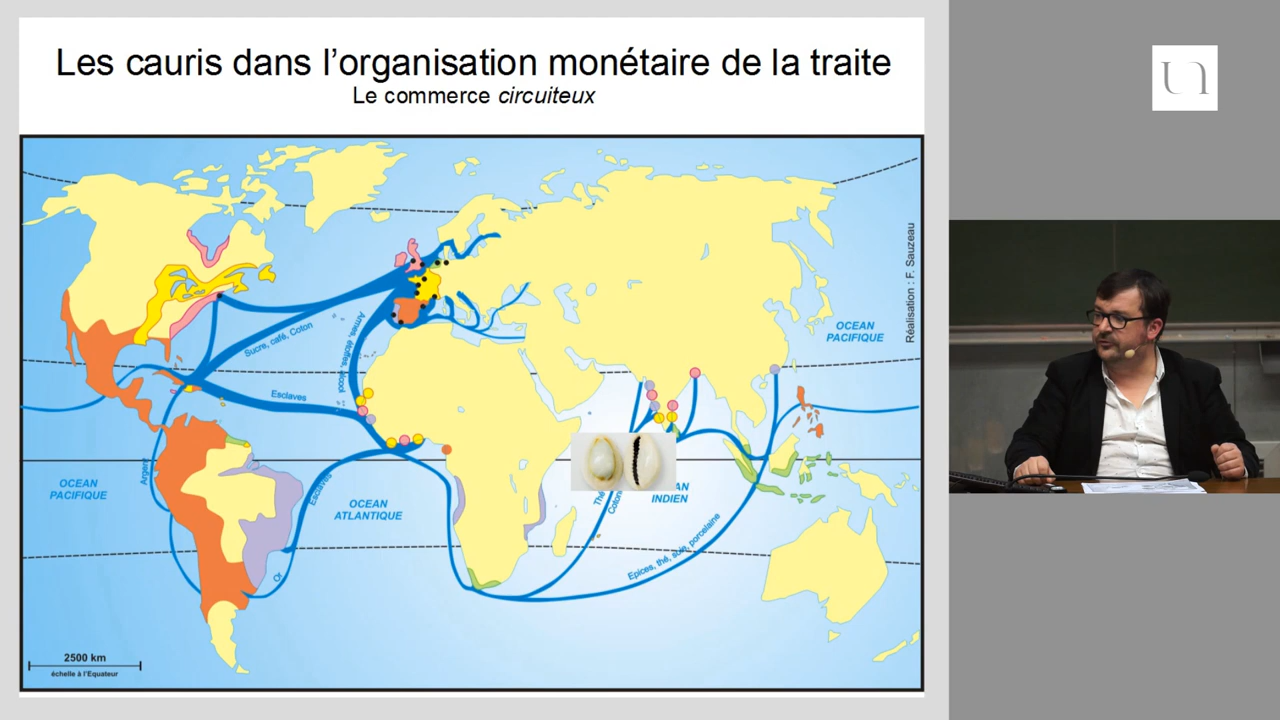 Les cauris dans l’organisation monétaire de la traite
Le commerce circuiteux
Réalisation : F. Sauzeau
OCEAN
PACIFIQUE
Sucre, café, Coton
Armes, étoffes, alcool
Esclaves
Argent
OCEAN
PACIFIQUE
Esclaves
OCEAN
ATLANTIQUE
OCEAN
INDIEN
Epices, thé, soie, porcelaine
Or
2500 km
échelle à l’Equateur